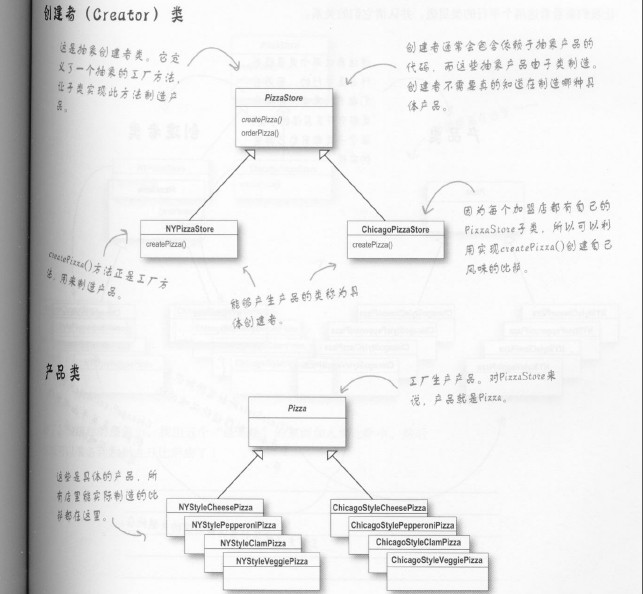 创建者(Creator)类
这是抽象创建者类。它定
义了一个抽象的工厂方法,
让子类实现此方法制造产
品。
创建者通常会包含依赖于抽象产品的
代码,而这些抽象产品由子类制造。
创建者不需要真的知道在制造哪种具
体产品。
PizzaStore
createPizza()
orderPizza()
NYPizzaStore
createPizza()
ChicagoPizzaStore
createPizza()
因为每个加盟店都有自己的
PizzaStore子类,所以可以利
用实现createPizza()创建自己
风味的比萨。
createPizza()方法正是工厂方
法,用来制造产品。
能够产生产品的类称为具
体创建者。
产品类
工厂生产产品。对PizzaStore来
说,产品就是Pizza。
Pizza
这些是具体的产品,所
有店里能实际制造的比
萨都在这里。
NYStyleCheesePizza
NYStylePepperoniPizza
NYStyleClamPizza
NYStyleVeggiePizza
ChicagoStyleCheesePizza
ChicagoStylePepperoniPizza
ChicagoStyleClamPizza
ChicagoStyleVeggiePizza